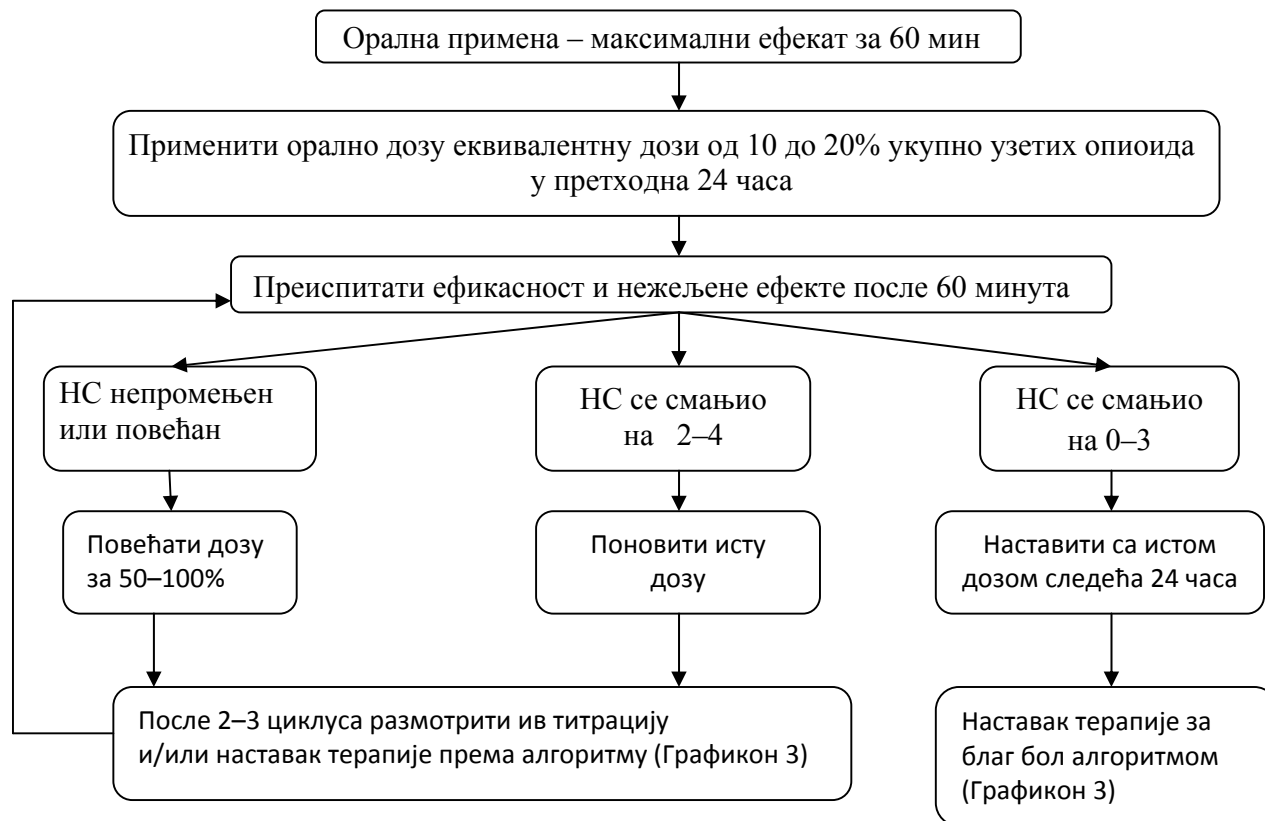 Орална примена – максимални ефекат за 60 мин
Применити орално дозу еквивалентну дози од 10 до 20% укупно узетих опиоида
у претходна 24 часа
Преиспитати ефикасност и нежељене ефекте после 60 минута
НС непромењен
или повећан
НС се смањио
на 2–4
НС се смањио
на 0–3
Повећати дозу
за 50–100%
Поновити исту
дозу
Наставити са истом
дозом следећа 24 часа
После 2–3 циклуса размотрити ив титрацију
и/или наставак терапије према алгоритму (Графикон 3)
Наставак терапије за
благ бол алгоритмом
(Графикон 3)